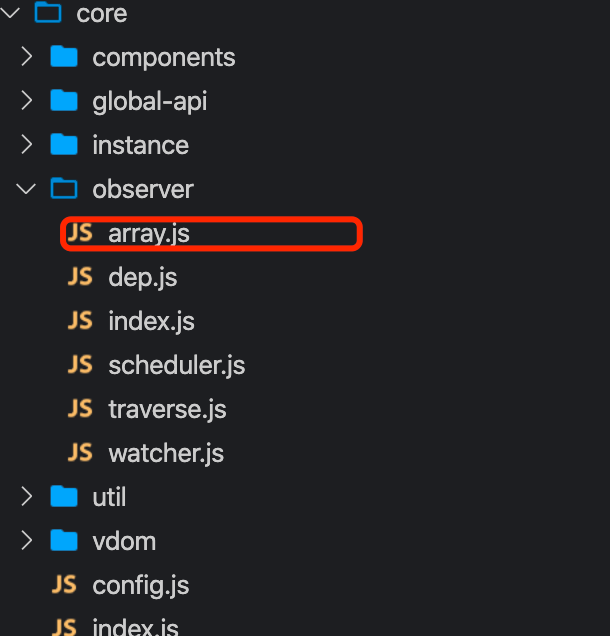 core
components
global-api
instance
observer
JS array.js
JS dep.js
JS index.js
JS scheduler.js
JS traverse.js
JS watcher.js
util
vdom
JS config.js
JS index.js